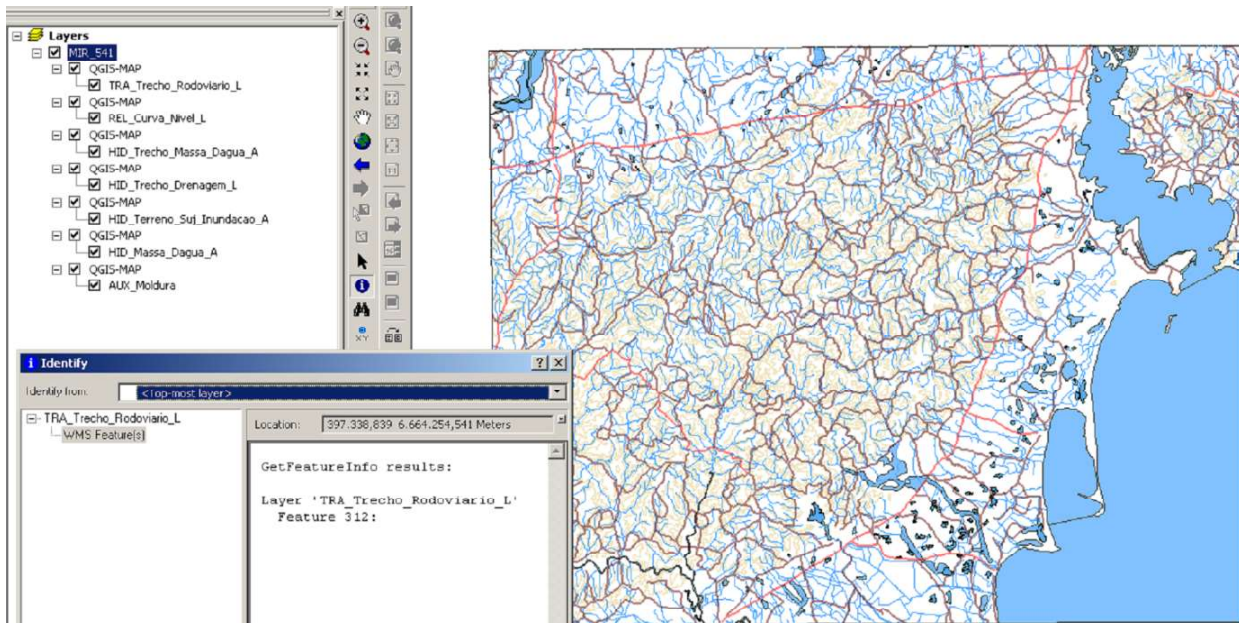 Layers
MIR_541
QGIS-MAP
TRA_Trecho_Rodoviario_L
QGIS-MAP
REL_Curva_Nivel_L
QGIS-MAP
HID_Trecho_Massa_Dagua_A
QGIS-MAP
HID_Trecho_Drenagem_L
QGIS-MAP
HID_Terreno_Suj_Inundacao_A
QGIS-MAP
HID_Massa_Dagua_A
QGIS-MAP
AUX_Moldura
XY
Identify
Identify from: <Top-most layer>
TRA_Trecho_Rodoviario_L
WMS Feature(s)
Location: 397.338,839 6.664.254,541 Meters
GetFeatureInfo results:
Layer 'TRA_Trecho_Rodoviario_L'
Feature 312: